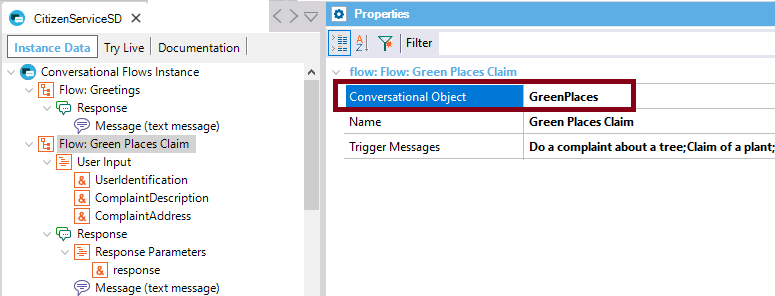 CitizenServiceSD
Instance Data Try Live Documentation
Conversational Flows Instance
Flow: Greetings
Response
Message (text message)
Flow: Green Places Claim
User Input
UserIdentification
ComplaintDescription
ComplaintAddress
Response
Response Parameters
response
Message (text message)
Properties
Filter
flow: Flow: Green Places Claim
Conversational Object GreenPlaces
Name Green Places Claim
Trigger Messages Do a complaint about a tree;Claim of a plant;